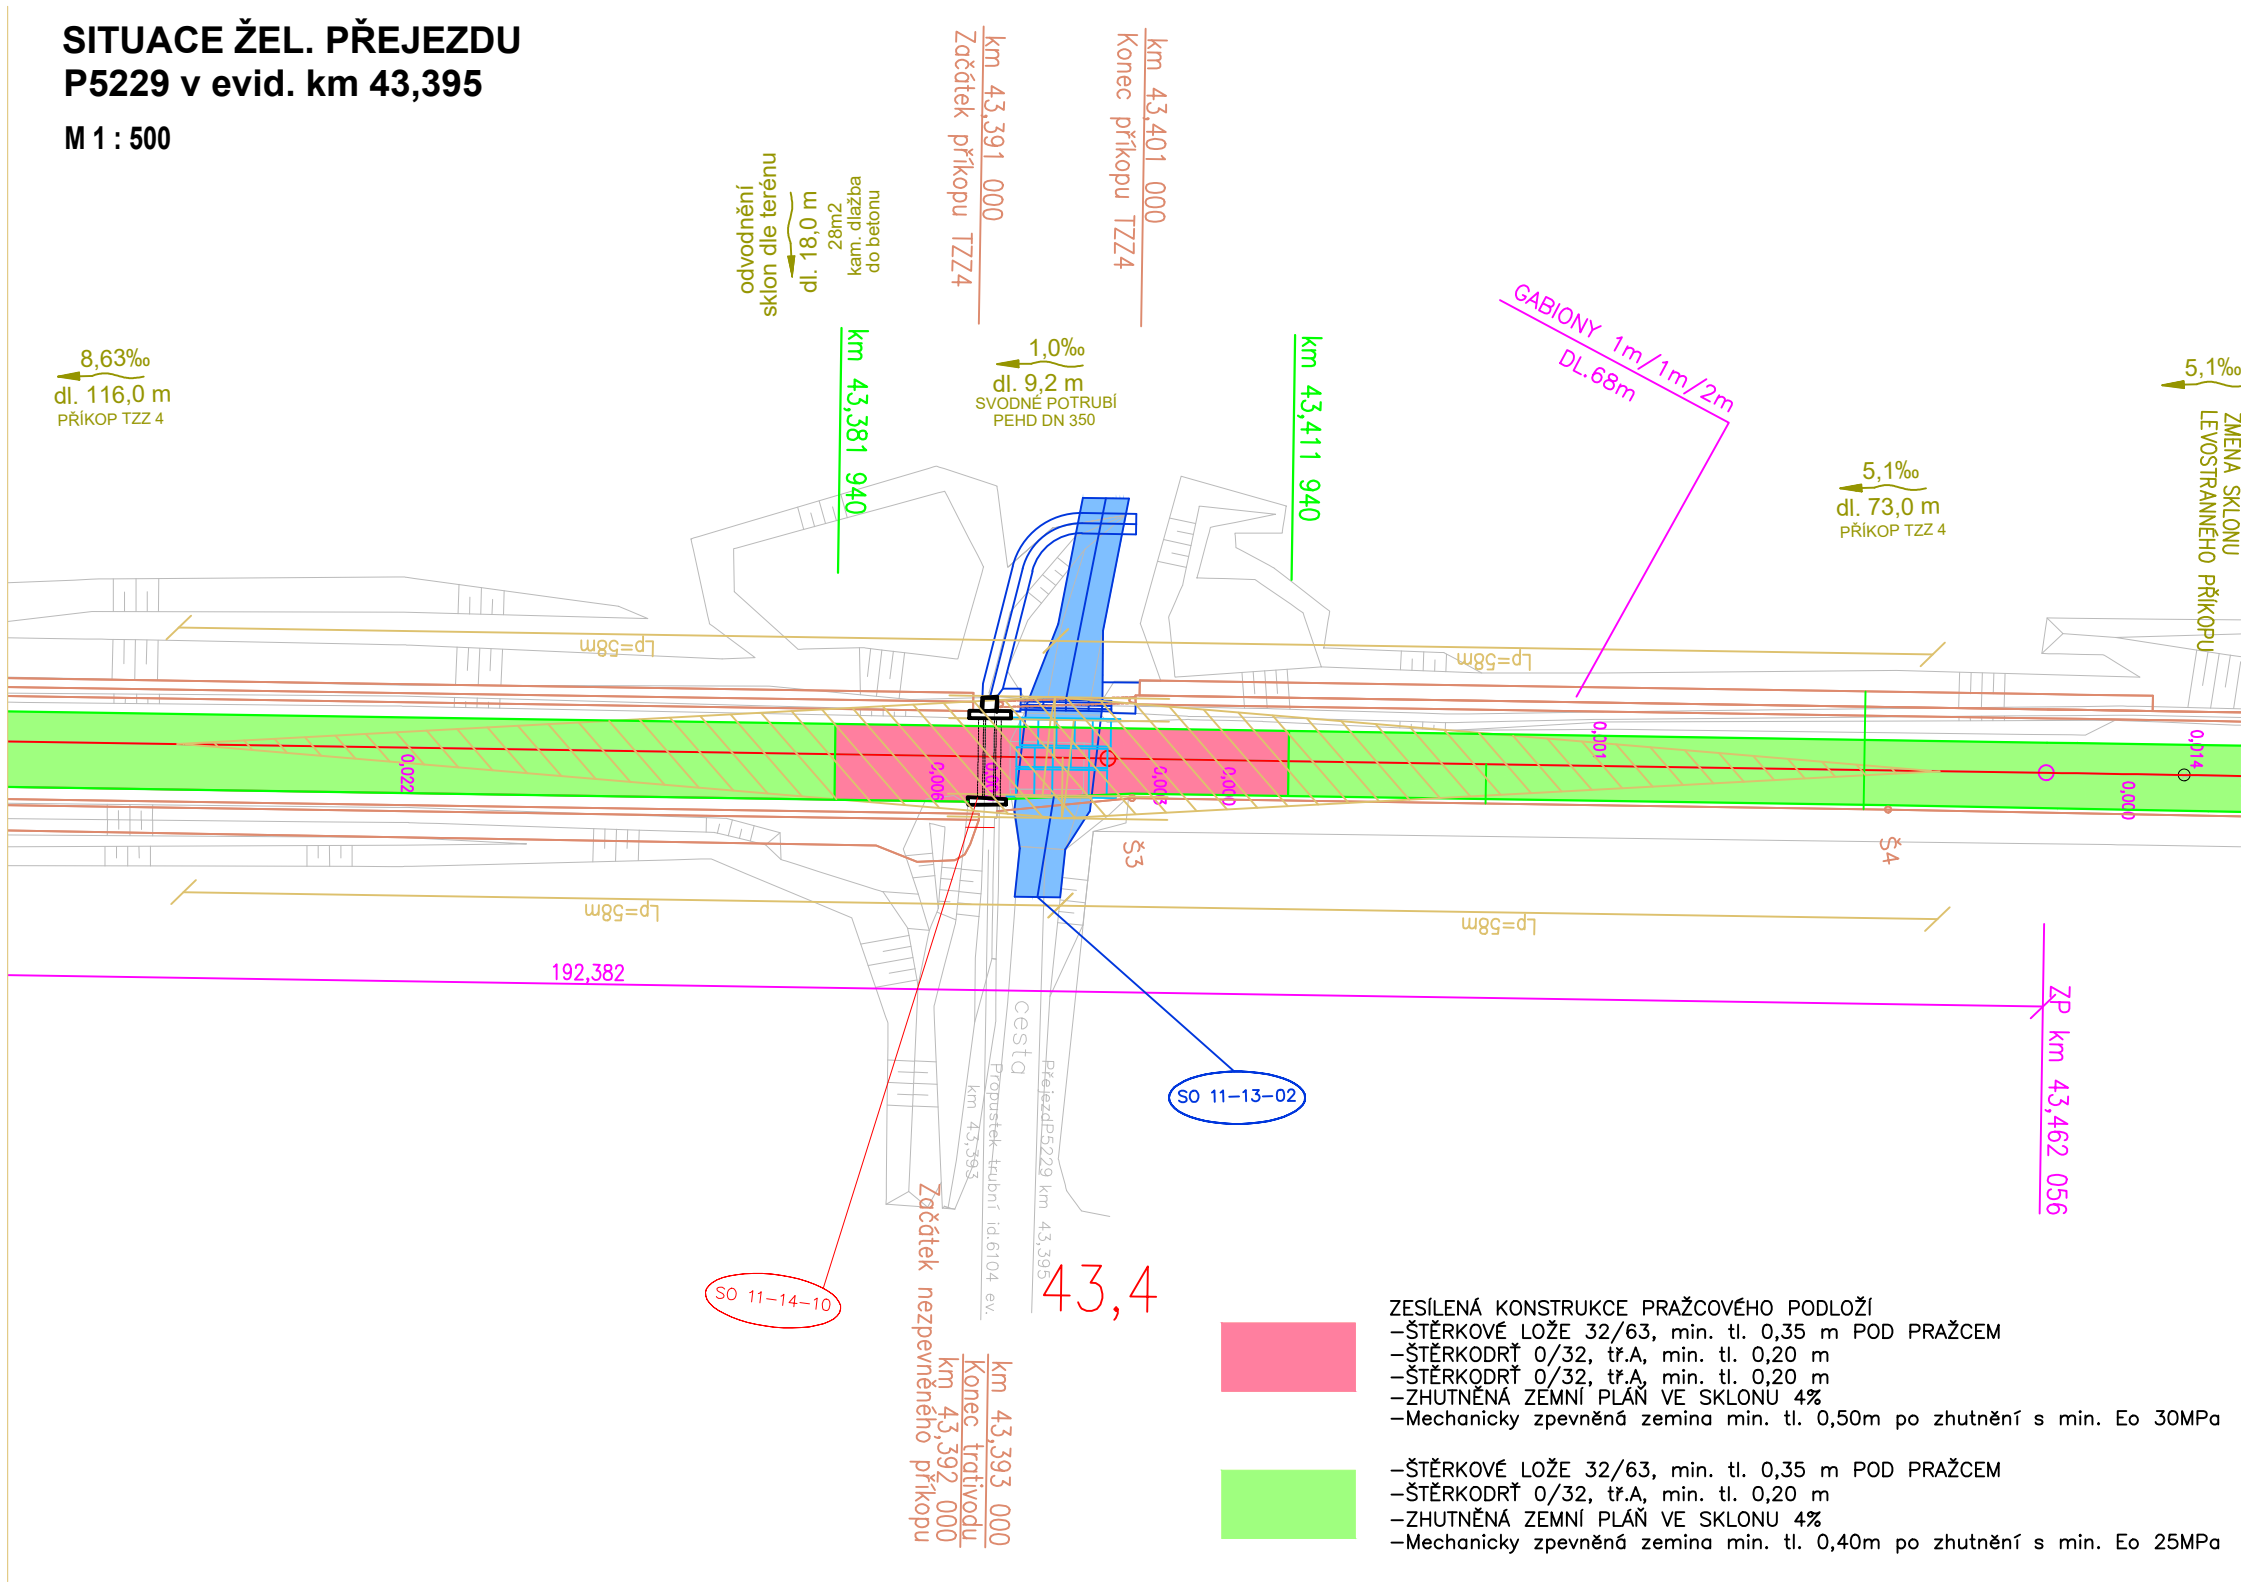 SITUACE ŽEL. PŘEJEZDU
P5229 v evid. km 43,395
M 1 : 500
km 43,391 000
Začátek příkopu TZZ4
km 43,401 000
Konec příkopu TZZ4
odvodnění
sklon dle terénu
dl. 18,0 m
28m2
kam. dlažba
do betonu
8,63‰
dl. 116,0 m
PŘÍKOP TZZ 4
km 43,381 940
1,0‰
dl. 9,2 m
SVODNÉ POTRUBÍ
PEHD DN 350
km 43,411 940
GABIONY 1m/1m/2m
DL.68m
5,1‰
dl. 73,0 m
PŘÍKOP TZZ 4
5,1‰
ZMĚNA SKLONU
LEVOSTRANNÉHO PŘÍKOPU
Lp=58m
Lp=58m
0,022
0,006
0,003
0,000
0,001
0,014
0,000
Š3
Š4
Lp=58m
Lp=58m
192,382
ZP km 43,462 056
cesta
Propustek trubní id.6104 ev.
km 43,393
PřejezdP5229 km 43,395
SO 11-13-02
SO 11-14-10
43,4
Začátek nezpevněného příkopu
km 43,392 000
Konec trativodu
km 43,393 000
ZESÍLENÁ KONSTRUKCE PRAŽCOVÉHO PODLOŽÍ
-ŠTĚRKOVÉ LOŽE 32/63, min. tl. 0,35 m POD PRAŽCEM
-ŠTĚRKODRŤ 0/32, tř.A, min. tl. 0,20 m
-ŠTĚRKODRŤ 0/32, tř.A, min. tl. 0,20 m
-ZHUTNĚNÁ ZEMNÍ PLÁŇ VE SKLONU 4%
-Mechanicky zpevněná zemina min. tl. 0,50m po zhutnění s min. Eo 30MPa
-ŠTĚRKOVÉ LOŽE 32/63, min. tl. 0,35 m POD PRAŽCEM
-ŠTĚRKODRŤ 0/32, tř.A, min. tl. 0,20 m
-ZHUTNĚNÁ ZEMNÍ PLÁŇ VE SKLONU 4%
-Mechanicky zpevněná zemina min. tl. 0,40m po zhutnění s min. Eo 25MPa